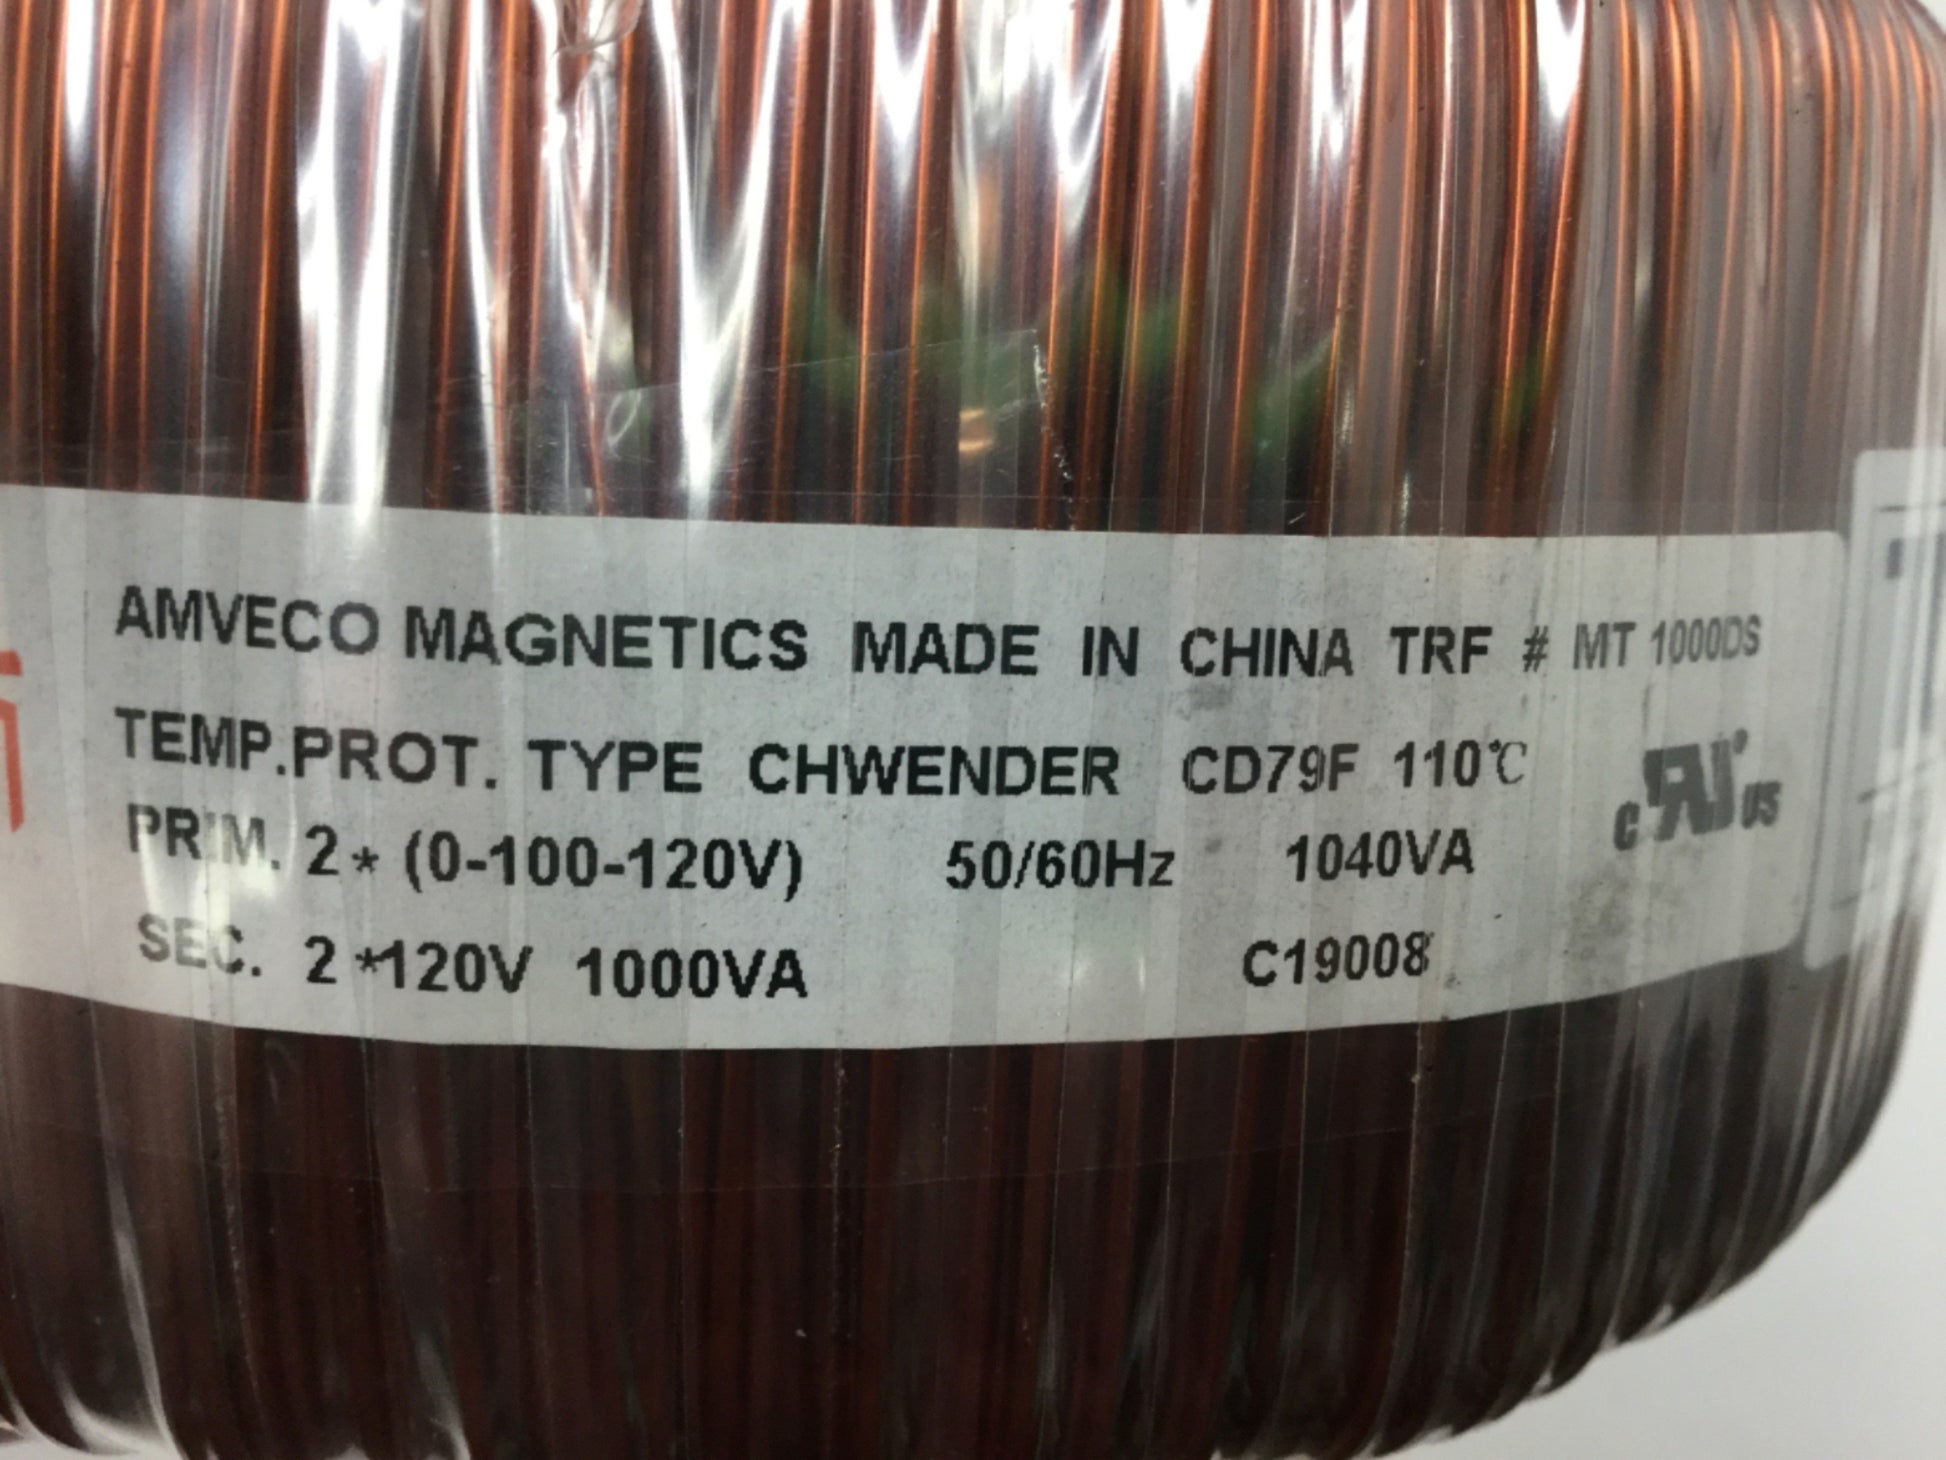 AMVECO MAGNETICS MADE IN CHINA TRF # MT 1000DS
TEMP.PROT. TYPE CHWENDER CD79F 110℃
PRIM. 2* (0-100-120V) 50/60Hz 1040VA
SEC. 2 *120V 1000VA C19008
c RU US